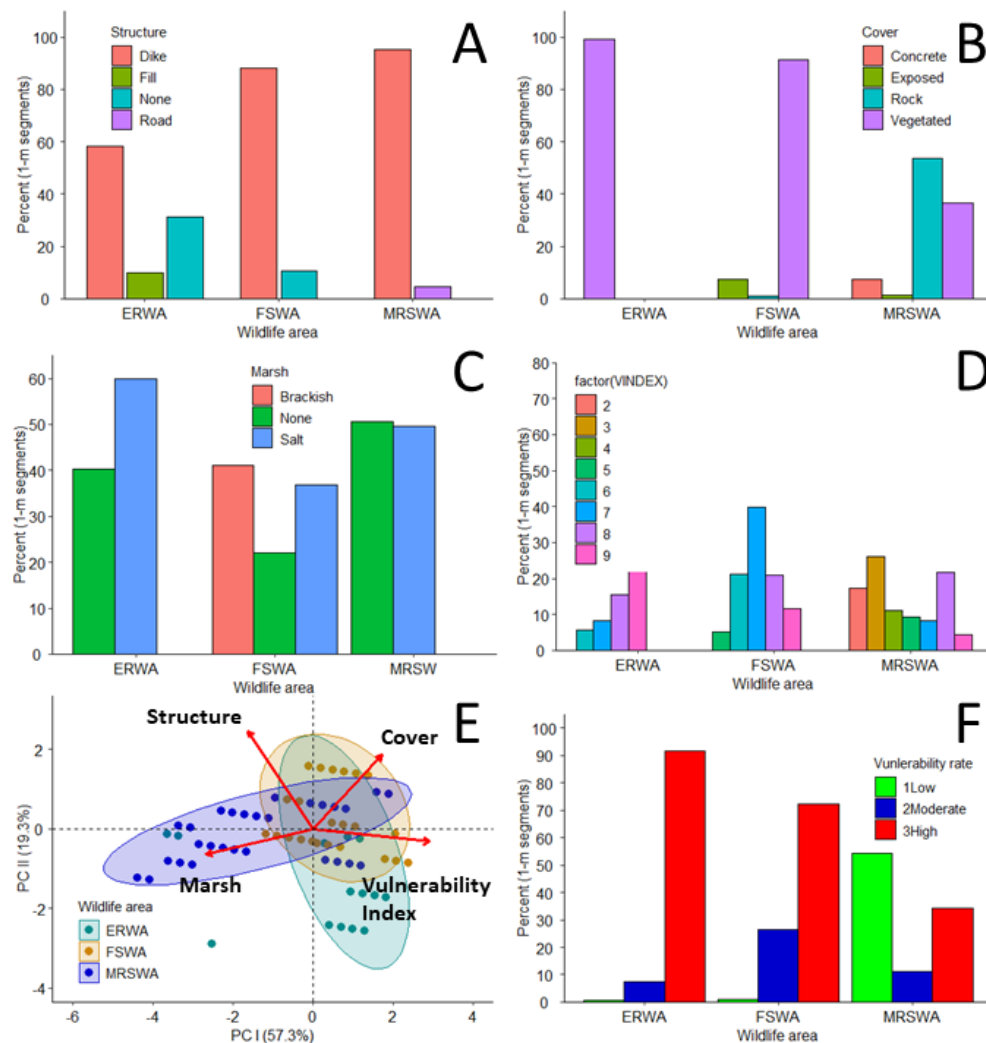 A
Structure
Dike
Fill
None
Road
Percent (1-m segments)
100
80
60
40
20
0
ERWA
FSWA
MRSWA
Wildlife area
B
Cover
Concrete
Exposed
Rock
Vegetated
Percent (1-m segments)
100
80
60
40
20
0
ERWA
FSWA
MRSWA
Wildlife area
C
Marsh
Brackish
None
Salt
Percent (1-m segments)
60
50
40
30
20
10
0
ERWA
FSWA
MRSW
Wildlife area
D
factor(VINDEX)
2
3
4
5
6
7
8
9
Percent (1-m segments)
80
70
60
50
40
30
20
10
0
ERWA
FSWA
MRSWA
Wildlife area
E
Structure
Cover
Marsh
Vulnerability
Index
Wildlife area
ERWA
FSWA
MRSWA
PC II (19.3%)
2
0
-2
-4
-6
-4
-2
0
2
4
PC I (57.3%)
F
Vunlerability rate
1Low
2Moderate
3High
Percent (1-m segments)
100
90
80
70
60
50
40
30
20
10
0
ERWA
FSWA
MRSWA
Wildlife area